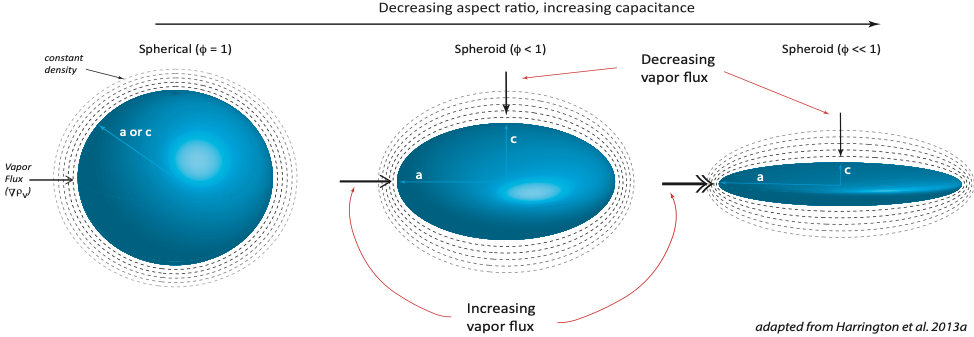 Decreasing aspect ratio, increasing capacitance
Spherical (ϕ = 1)
Spheroid (ϕ < 1)
Spheroid (ϕ << 1)
constant
density
Decreasing
vapor flux
a or c
Vapor
Flux
(∇ρv)
c
a
c
a
Increasing
vapor flux
adapted from Harrington et al. 2013a